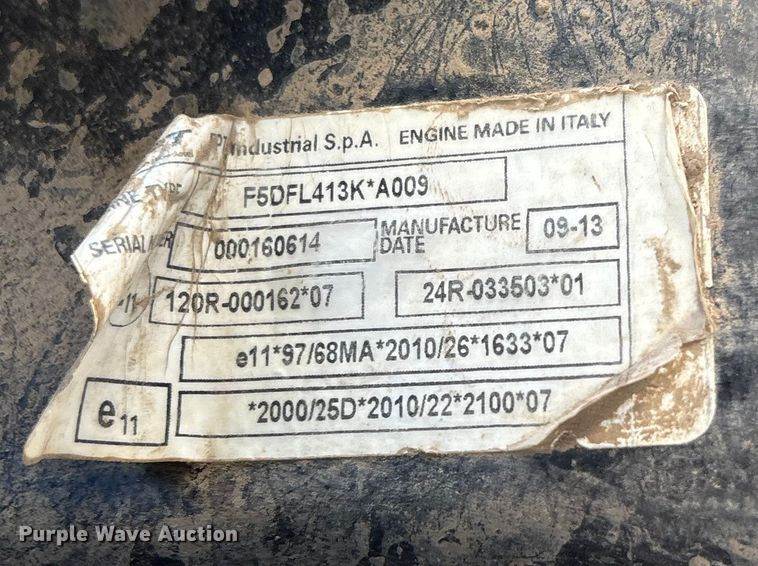 Industrial S.p.A. ENGINE MADE IN ITALY
F5DFL413K*A009
SERIAL 000160614 MANUFACTURE DATE 09-13
120R-000162*07 24R-033503*01
e11*97/68MA*2010/26*1633*07
e11 *2000/25D*2010/22*2100*07
Purple Wave Auction